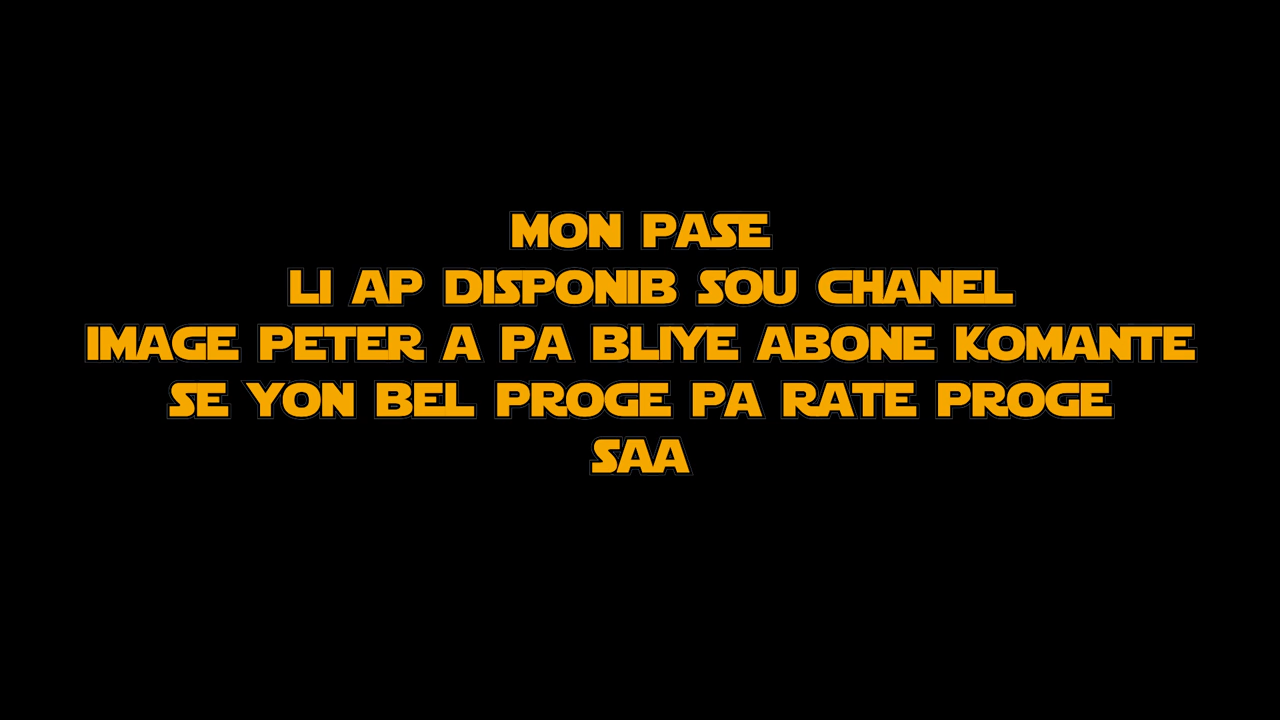 MON PASE
LI AP DISPONIB SOU CHANEL
IMAGE PETER A PA BLIYE ABONE KOMANTE
SE YON BEL PROGE PA RATE PROGE
SAA